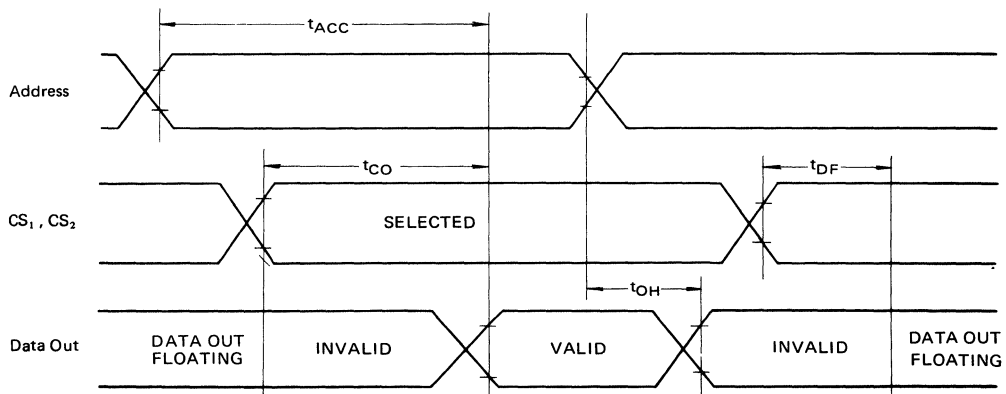 tACC
Address
tCO
tDF
CS₁, CS₂
SELECTED
tOH
Data Out
DATA OUT
FLOATING
INVALID
VALID
INVALID
DATA OUT
FLOATING